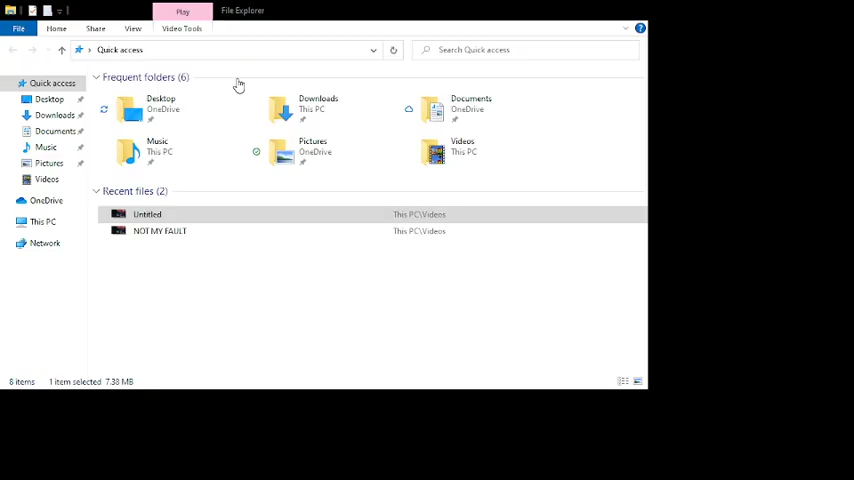 Play
File Explorer
File
Home
Share
View
Video Tools
Quick access
Search Quick access
Quick access
Desktop
Downloads
Documents
Music
Pictures
Videos
OneDrive
This PC
Network
Frequent folders (6)
Desktop
OneDrive
Downloads
This PC
Documents
OneDrive
Music
This PC
Pictures
OneDrive
Videos
This PC
Recent files (2)
Untitled
This PC\Videos
NOT MY FAULT
This PC\Videos
8 items
1 item selected
7.38 MB